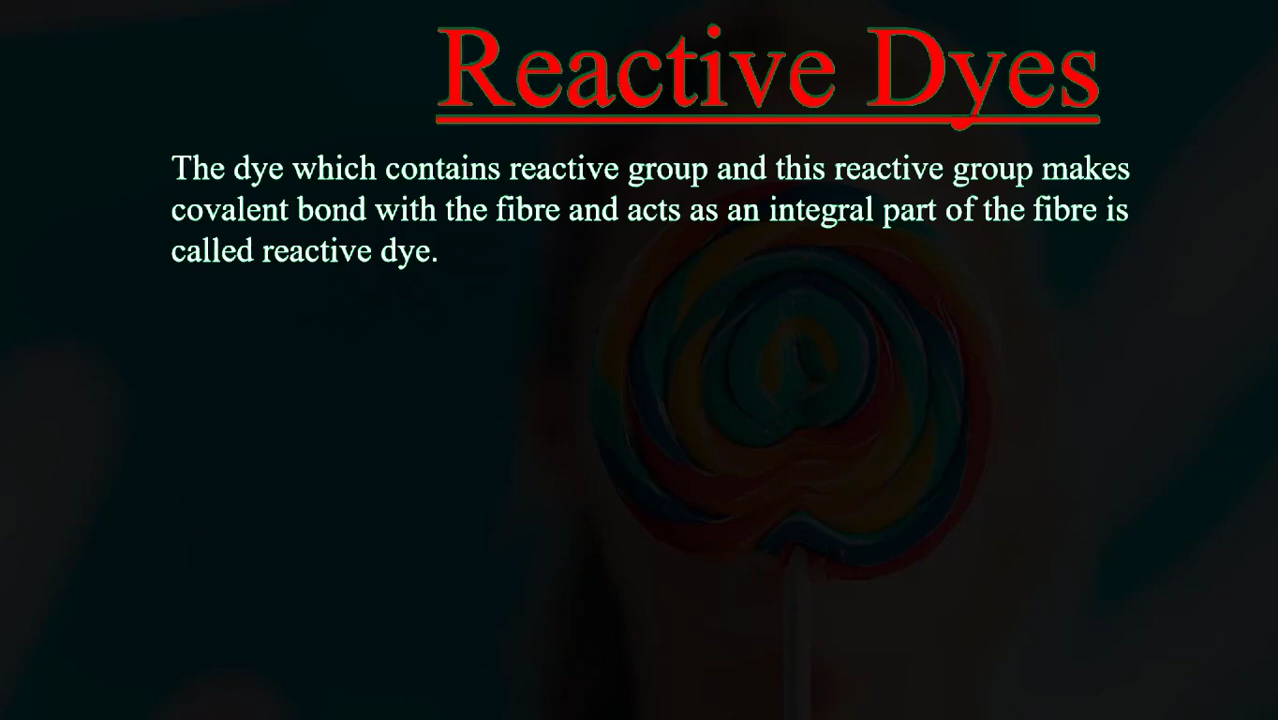 Reactive Dyes
The dye which contains reactive group and this reactive group makes
covalent bond with the fibre and acts as an integral part of the fibre is
called reactive dye.